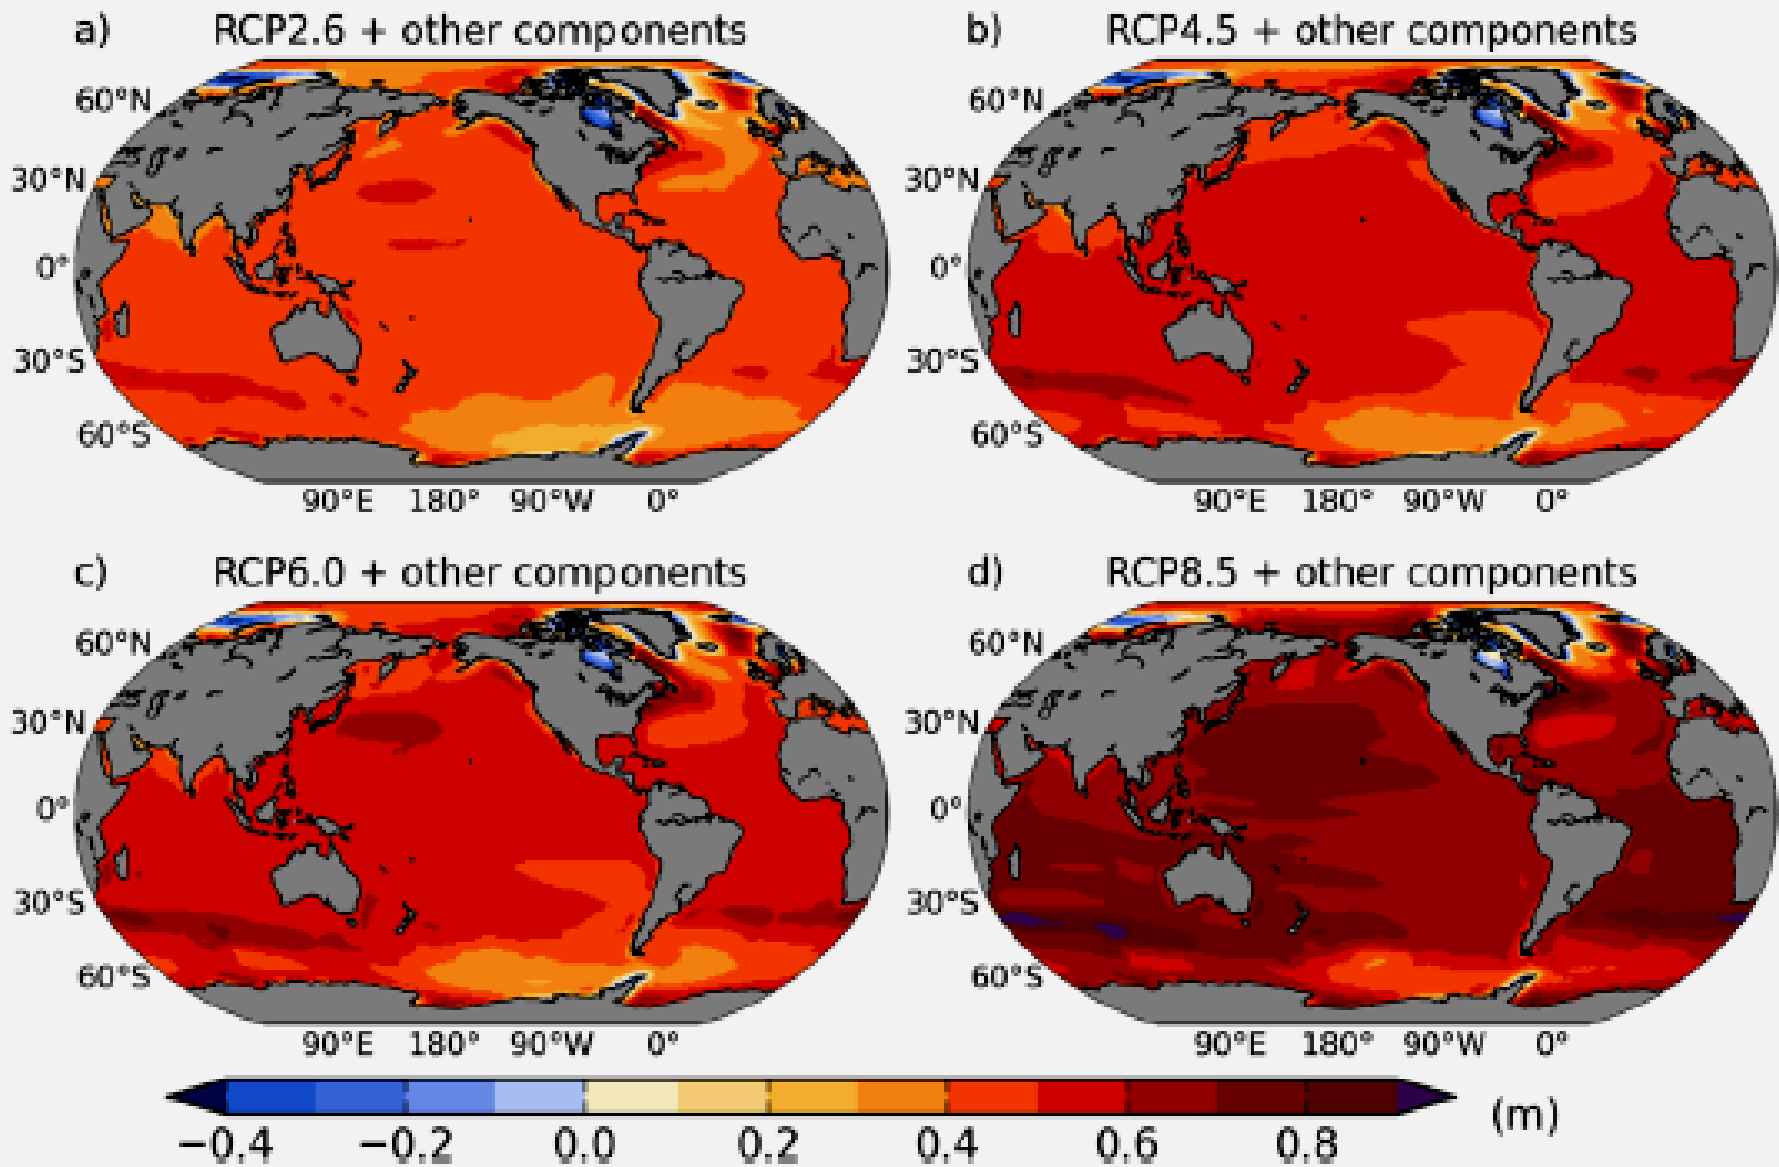 a) RCP2.6 + other components
b) RCP4.5 + other components
60°N
30°N
0°
30°S
60°S
90°E 180° 90°W 0°
60°N
30°N
0°
30°S
60°S
90°E 180° 90°W 0°
c) RCP6.0 + other components
d) RCP8.5 + other components
60°N
30°N
0°
30°S
60°S
90°E 180° 90°W 0°
60°N
30°N
0°
30°S
60°S
90°E 180° 90°W 0°
−0.4 −0.2 0.0 0.2 0.4 0.6 0.8 (m)